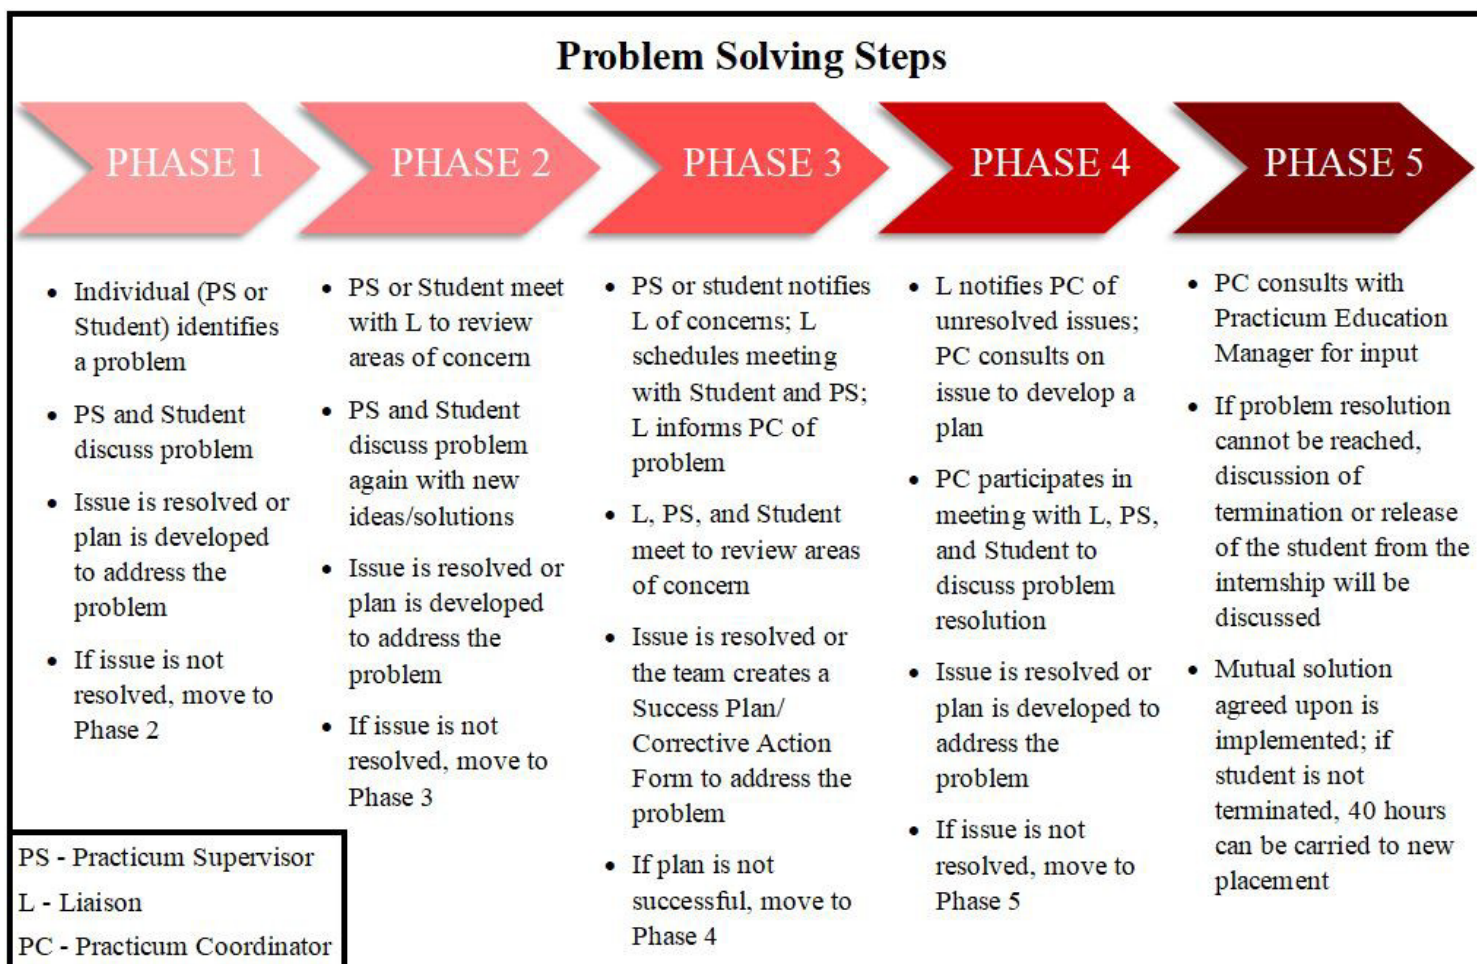 Problem Solving Steps
PHASE 1
PHASE 2
PHASE 3
PHASE 4
PHASE 5
• Individual (PS or
Student) identifies
a problem
• PS and Student
discuss problem
• Issue is resolved or
plan is developed
to address the
problem
• If issue is not
resolved, move to
Phase 2
• PS or Student meet
with L to review
areas of concern
• PS and Student
discuss problem
again with new
ideas/solutions
• Issue is resolved or
plan is developed
to address the
problem
• If issue is not
resolved, move to
Phase 3
• PS or student notifies
L of concerns; L
schedules meeting
with Student and PS;
L informs PC of
problem
• L, PS, and Student
meet to review areas
of concern
• Issue is resolved or
the team creates a
Success Plan/
Corrective Action
Form to address the
problem
• If plan is not
successful, move to
Phase 4
• L notifies PC of
unresolved issues;
PC consults on
issue to develop a
plan
• PC participates in
meeting with L, PS,
and Student to
discuss problem
resolution
• Issue is resolved or
plan is developed to
address the
problem
• If issue is not
resolved, move to
Phase 5
• PC consults with
Practicum Education
Manager for input
• If problem resolution
cannot be reached,
discussion of
termination or release
of the student from the
internship will be
discussed
• Mutual solution
agreed upon is
implemented; if
student is not
terminated, 40 hours
can be carried to new
placement
PS - Practicum Supervisor
L - Liaison
PC - Practicum Coordinator